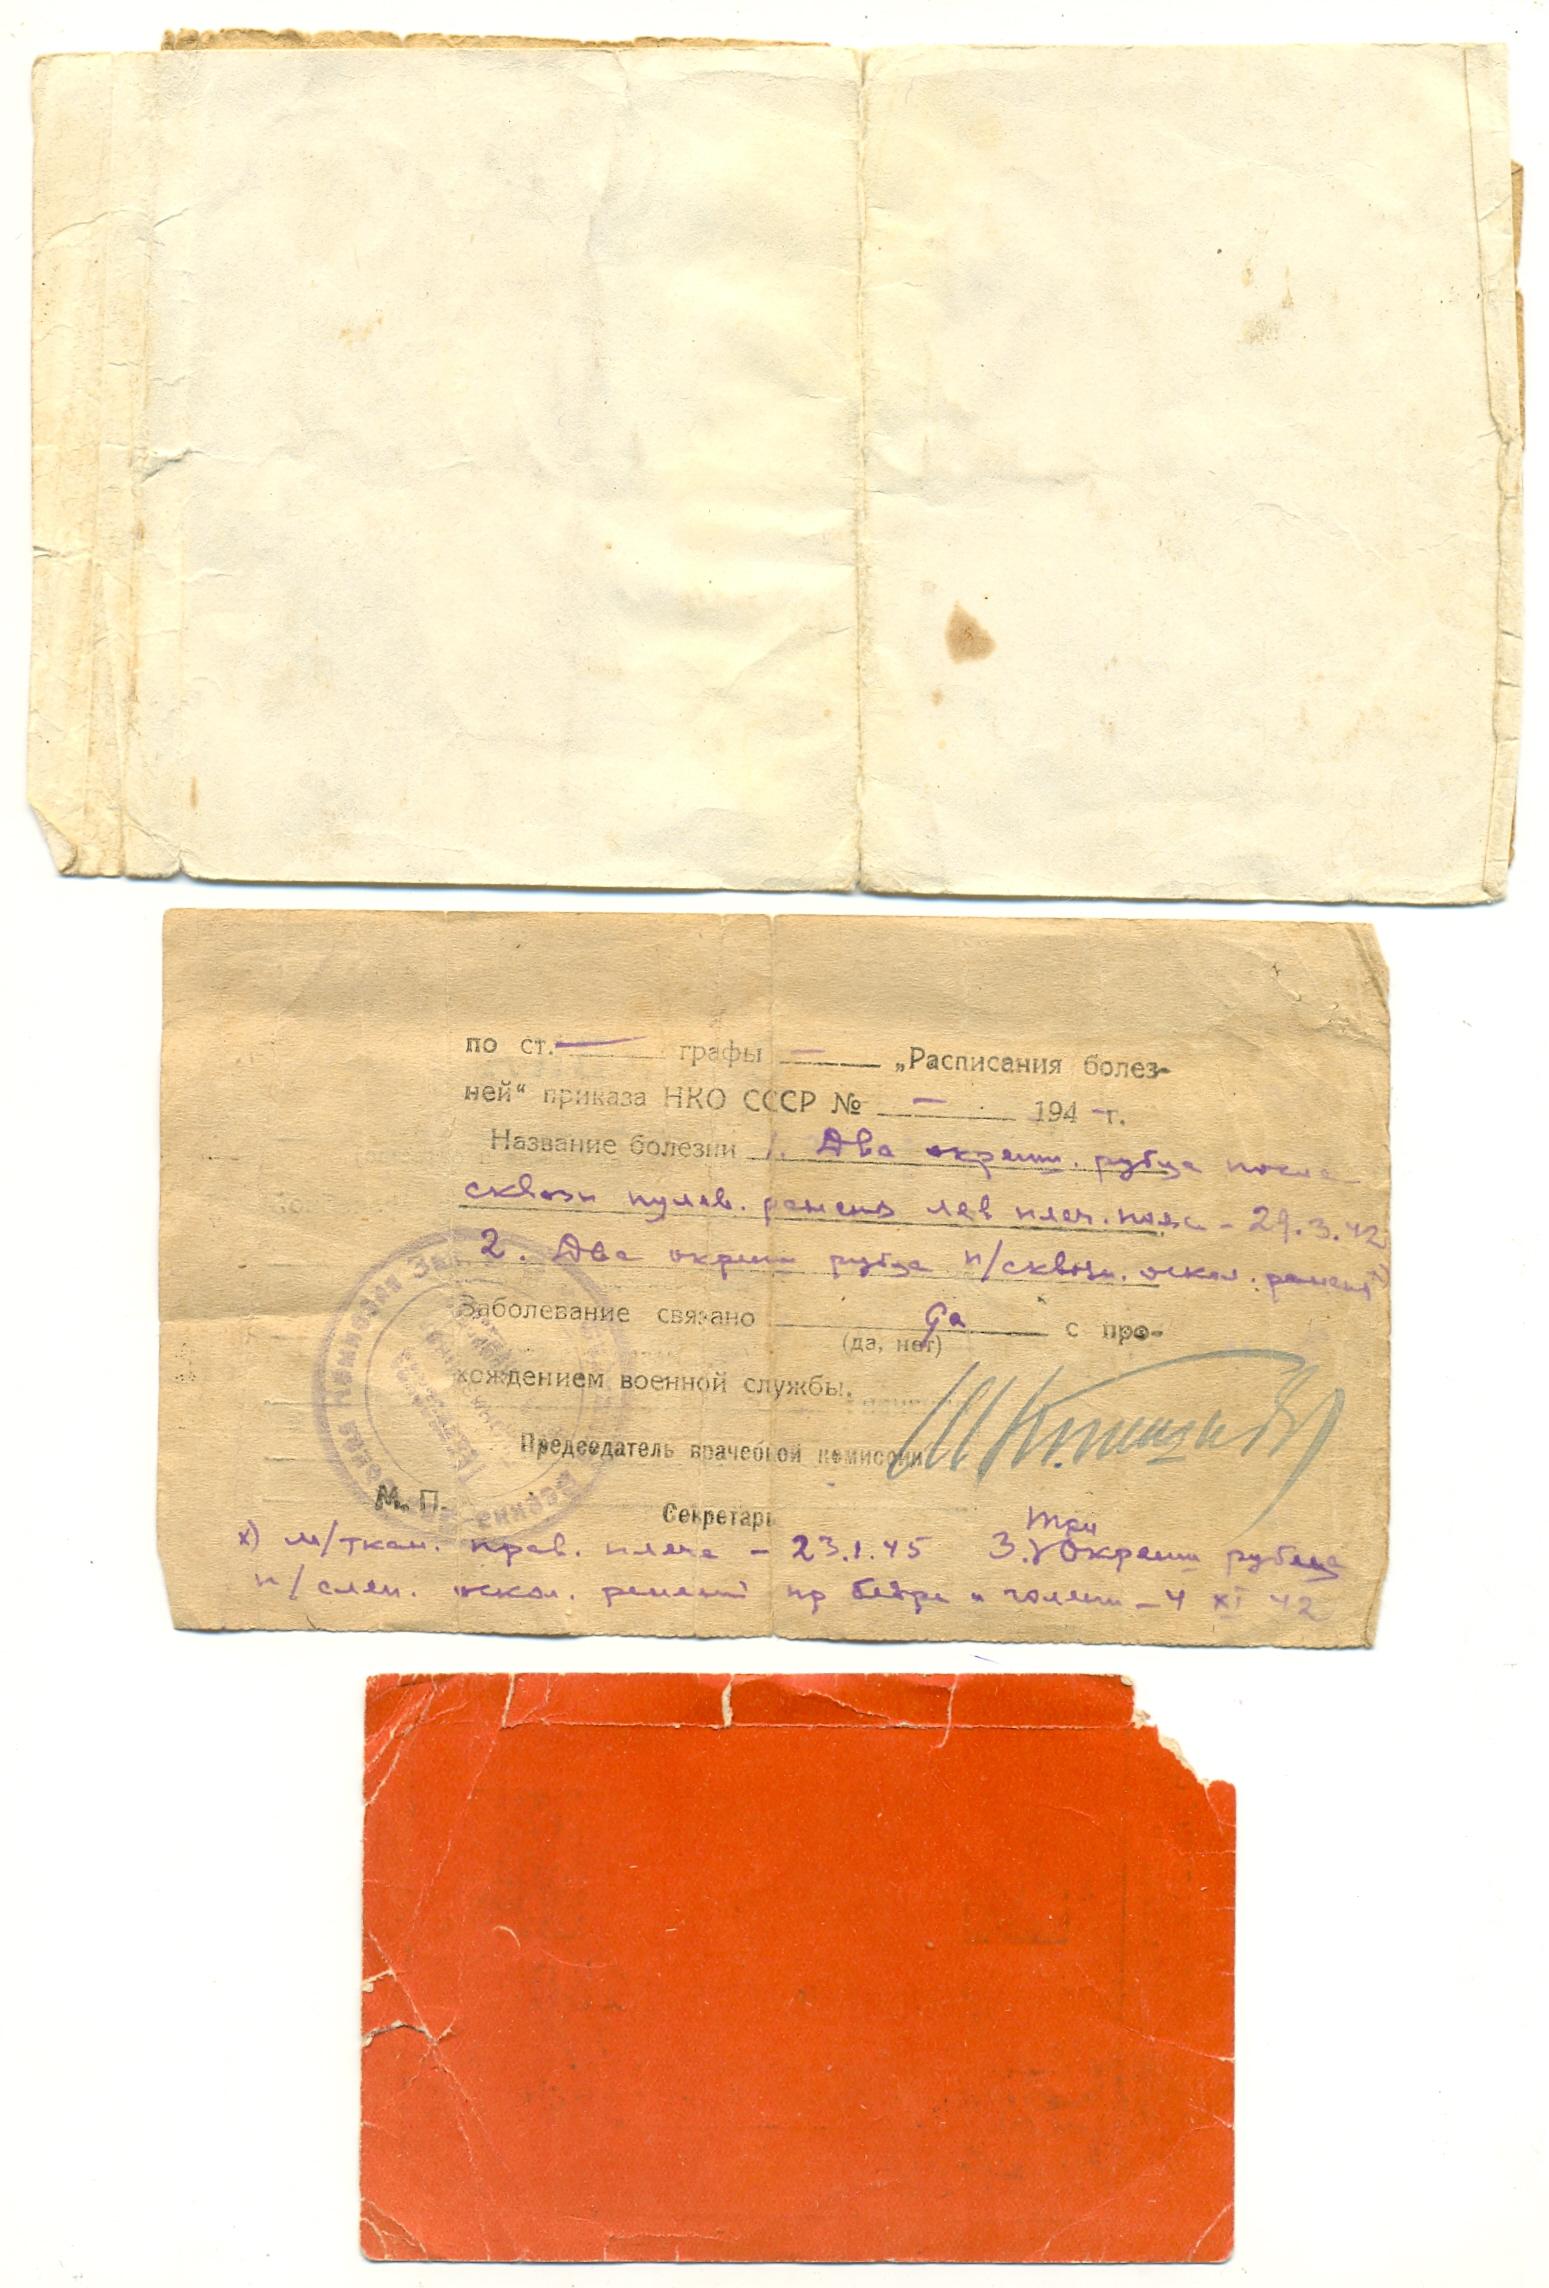 по ст. — графы — „Расписания болез-
ней“ приказа НКО СССР № — 194 - г.
Название болезни 1. Два окрепш. рубца после
сквозн пулев. ранения лев плеч. пояса - 29.3.42
2. Два окрепш рубца п/сквозн. оскол. ранения х)
Заболевание связано да с про-
(да, нет)
хождением военной службы.
Председатель врачебной комиссии
М. П.
Секретарь
х) м/ткан. прав. плеча - 23.1.45 3. Три Окрепш рубца
п/слеп. оскол. ранений пр бедра и голени - 4 XI 42